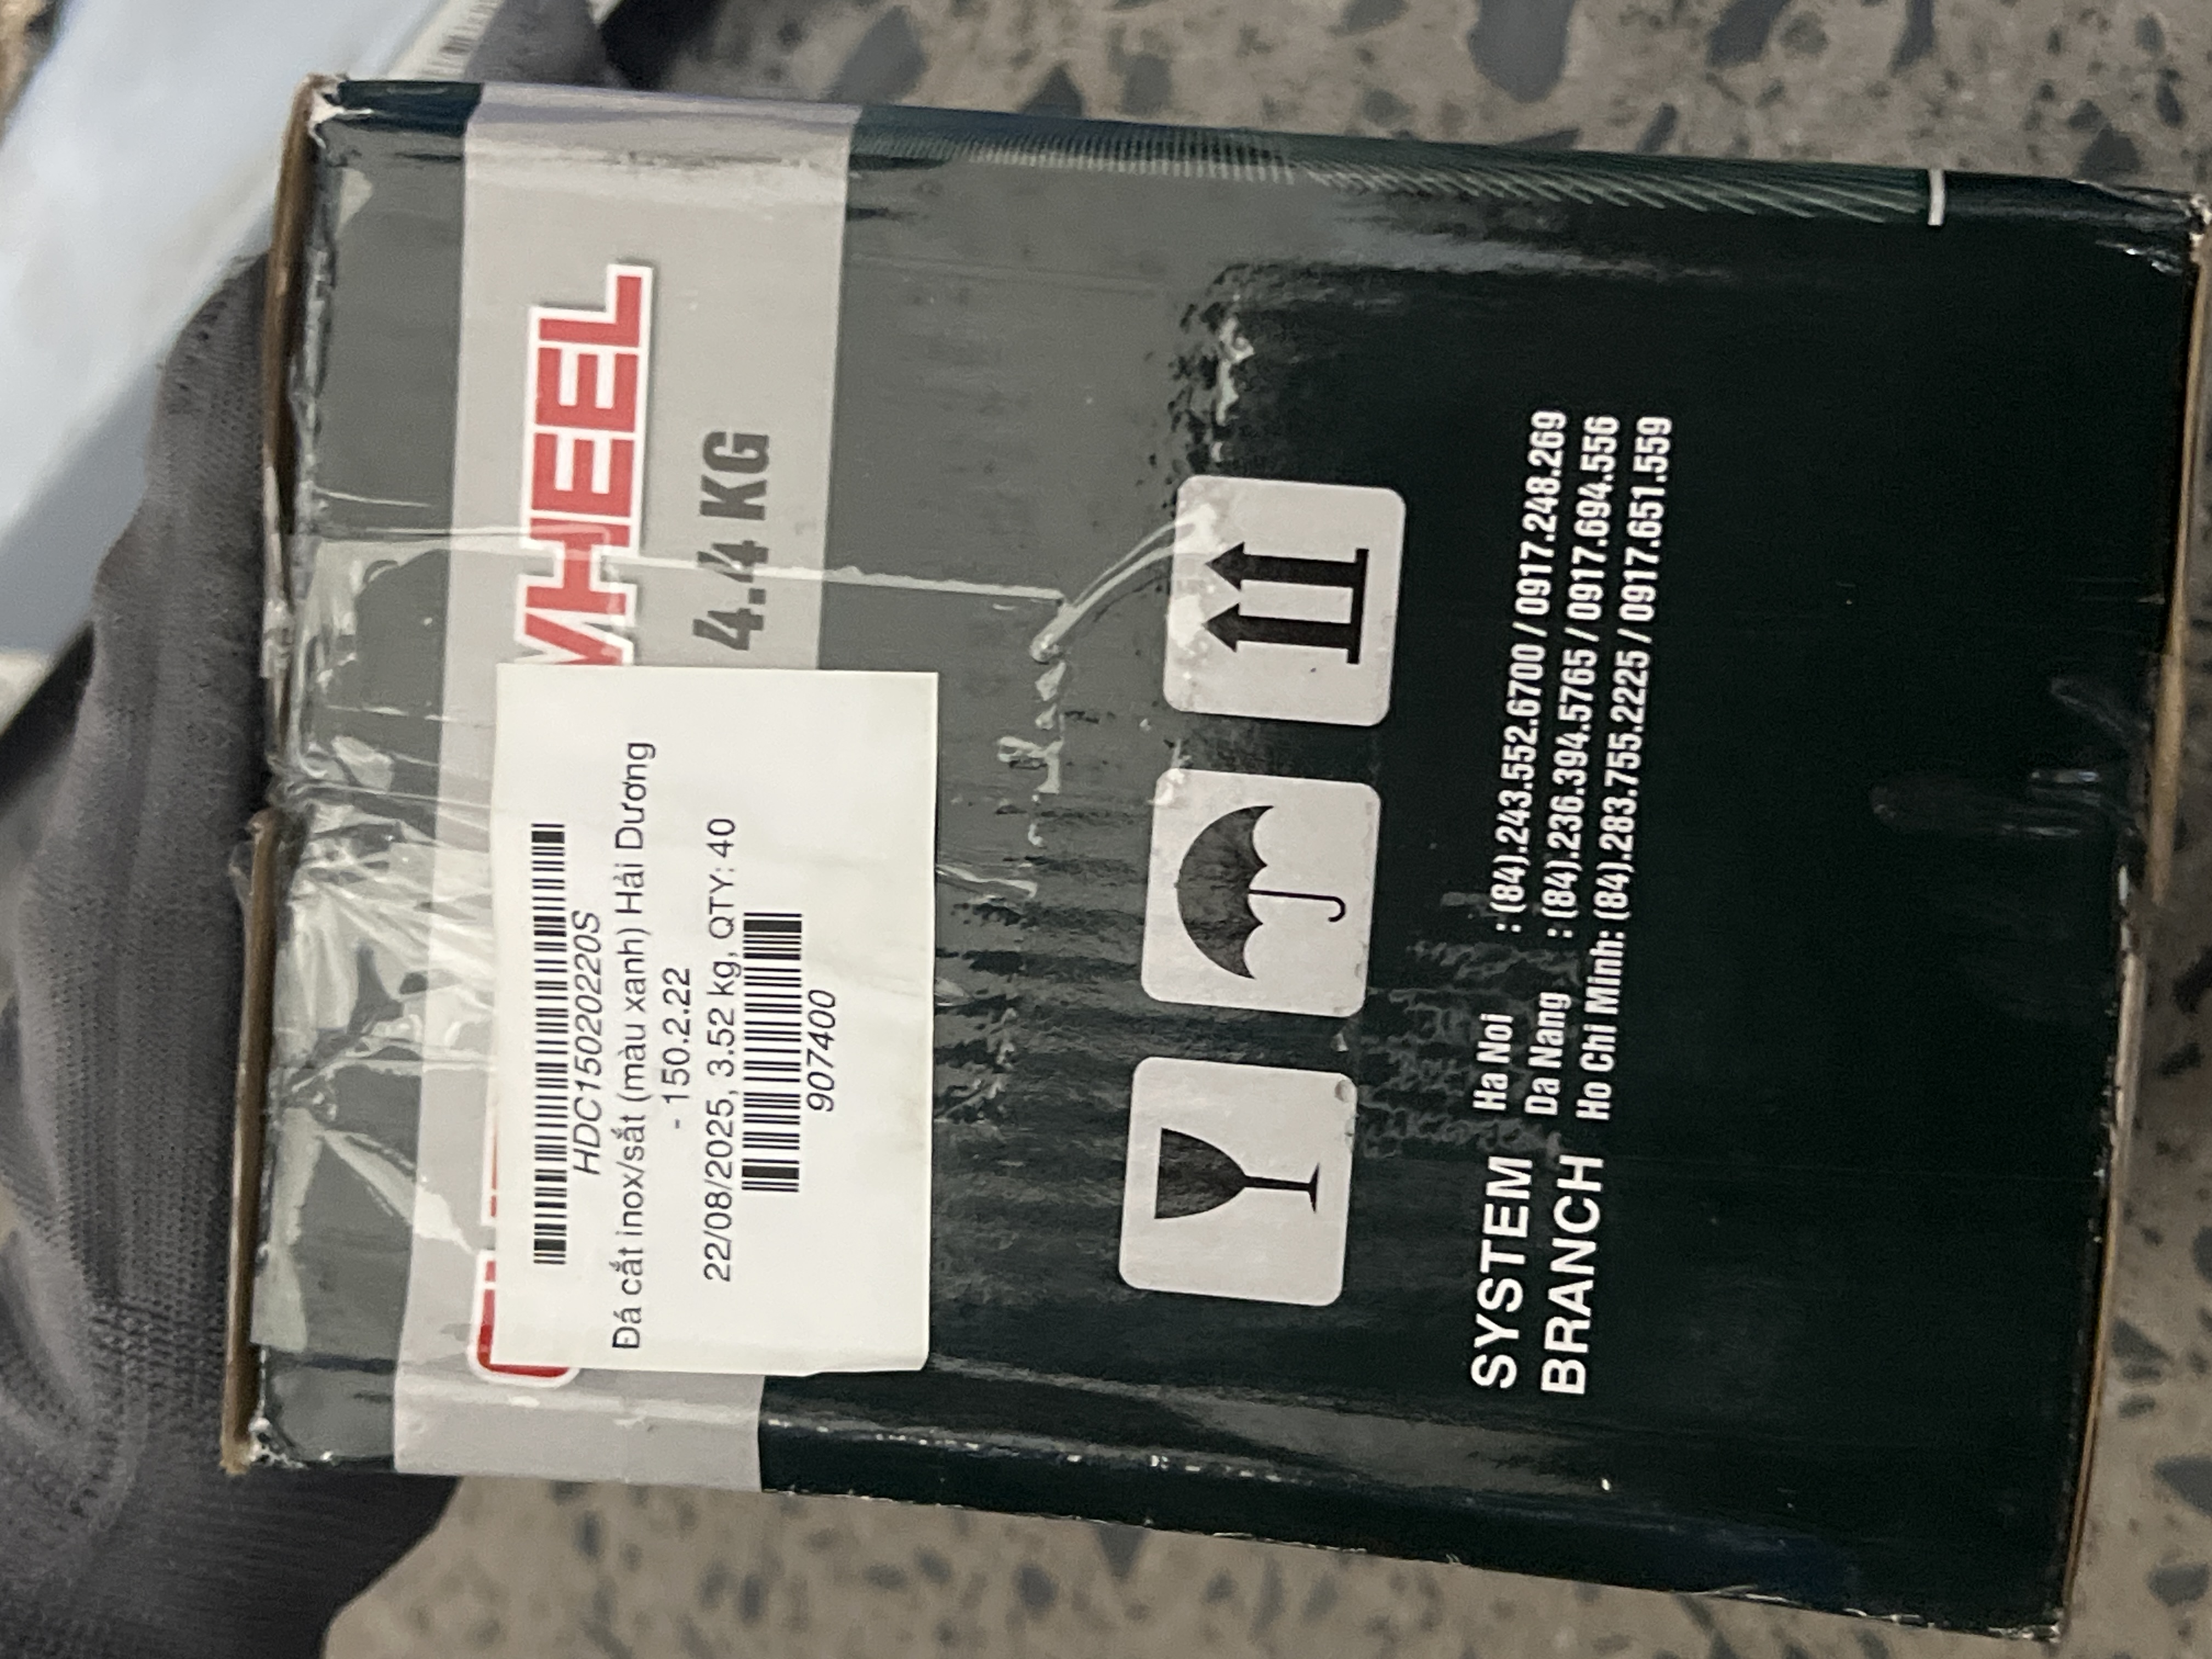 WHEEL
4.4 KG
HDC15020220S
Đá cắt inox/sắt (màu xanh) Hải Dương
- 150.2.22
22/08/2025, 3.52 kg, QTY: 40
907400
SYSTEM BRANCH
Ha Noi : (84).243.552.6700 / 0917.248.269
Da Nang : (84).236.394.5765 / 0917.694.556
Ho Chi Minh: (84).283.755.2225 / 0917.651.559